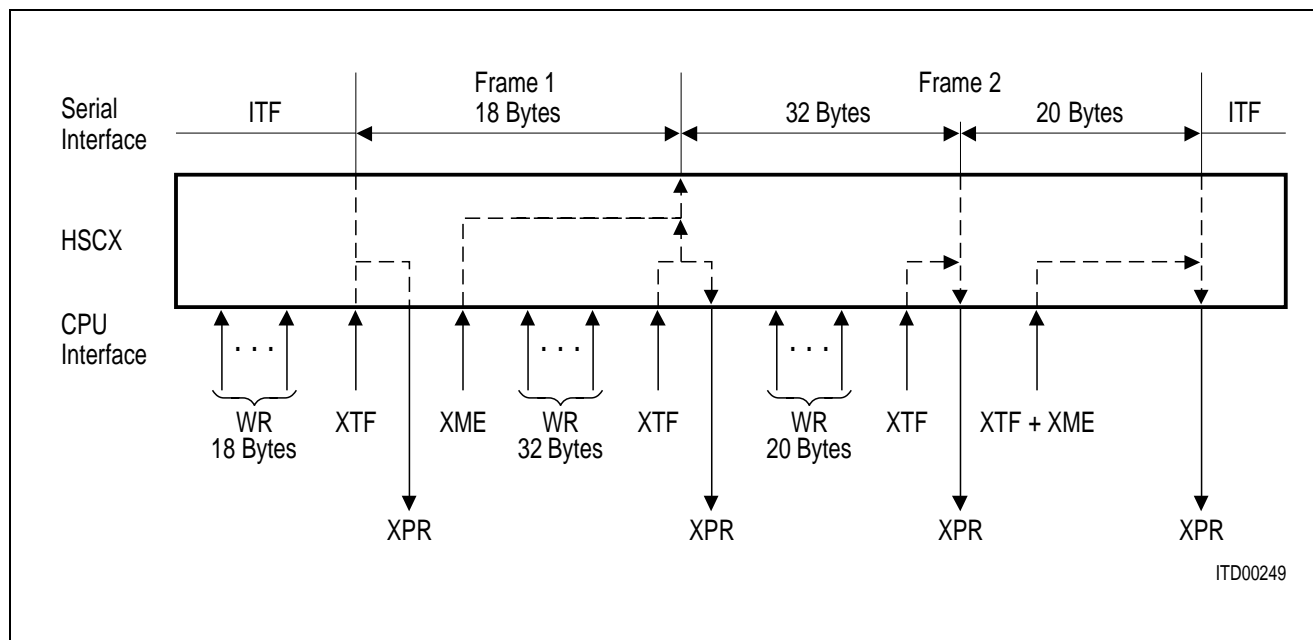 Frame 1
Frame 2
Serial
Interface
ITF
18 Bytes
32 Bytes
20 Bytes
ITF
HSCX
CPU
Interface
. . .
. . .
. . .
WR
18 Bytes
XTF
XME
WR
32 Bytes
XTF
WR
20 Bytes
XTF
XTF + XME
XPR
XPR
XPR
XPR
ITD00249